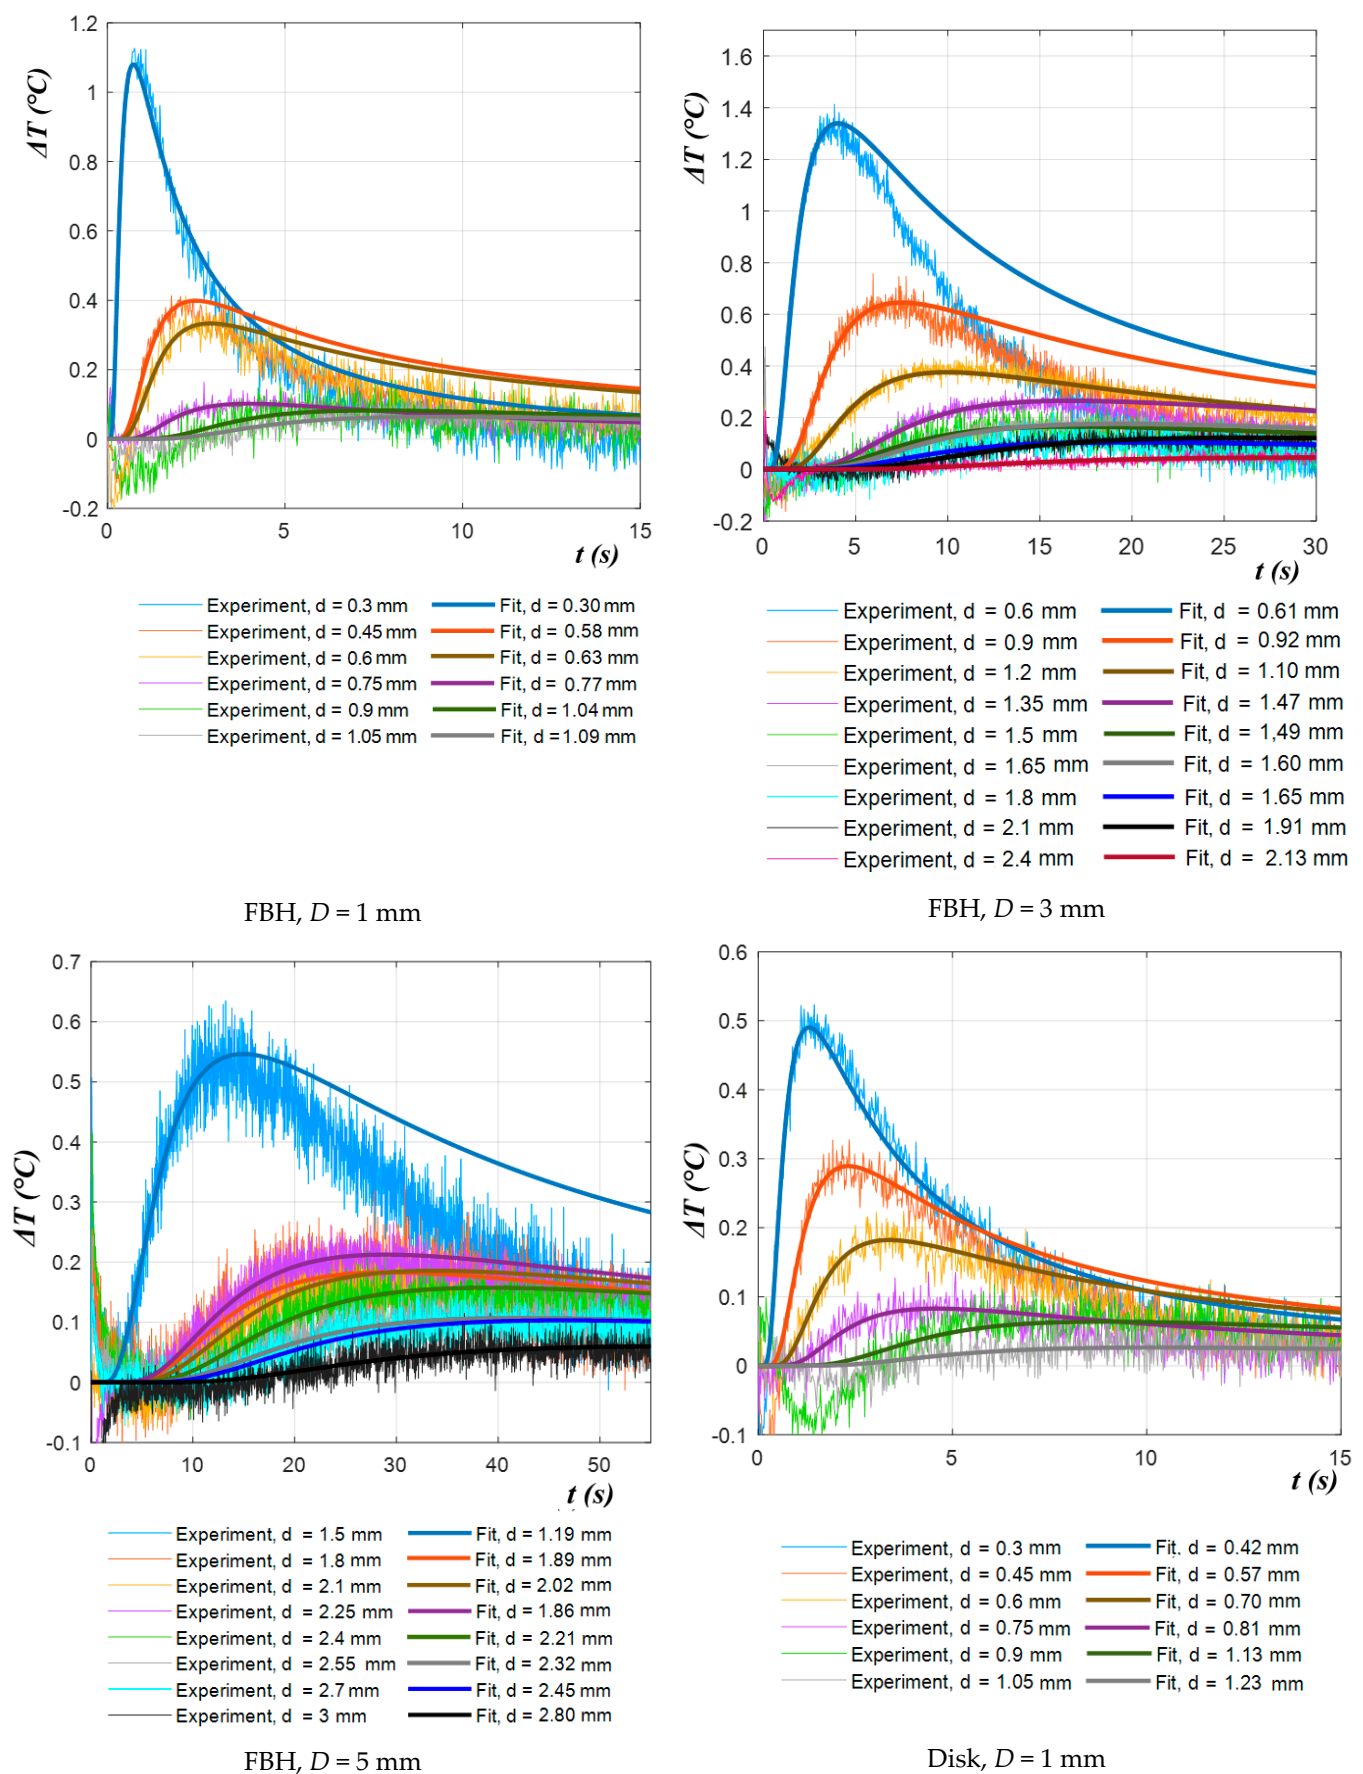 1.2
1
0.8
0.6
0.4
0.2
0
-0.2
0 5 10 15
ΔT (°C)
t (s)
Experiment, d = 0.3 mm Fit, d = 0.30 mm
Experiment, d = 0.45 mm Fit, d = 0.58 mm
Experiment, d = 0.6 mm Fit, d = 0.63 mm
Experiment, d = 0.75 mm Fit, d = 0.77 mm
Experiment, d = 0.9 mm Fit, d = 1.04 mm
Experiment, d = 1.05 mm Fit, d = 1.09 mm
FBH, D = 1 mm
1.6
1.4
1.2
1
0.8
0.6
0.4
0.2
0
-0.2
0 5 10 15 20 25 30
ΔT (°C)
t (s)
Experiment, d = 0.6 mm Fit, d = 0.61 mm
Experiment, d = 0.9 mm Fit, d = 0.92 mm
Experiment, d = 1.2 mm Fit, d = 1.10 mm
Experiment, d = 1.35 mm Fit, d = 1.47 mm
Experiment, d = 1.5 mm Fit, d = 1,49 mm
Experiment, d = 1.65 mm Fit, d = 1.60 mm
Experiment, d = 1.8 mm Fit, d = 1.65 mm
Experiment, d = 2.1 mm Fit, d = 1.91 mm
Experiment, d = 2.4 mm Fit, d = 2.13 mm
FBH, D = 3 mm
0.7
0.6
0.5
0.4
0.3
0.2
0.1
0
-0.1
0 10 20 30 40 50
ΔT (°C)
t (s)
Experiment, d = 1.5 mm Fit, d = 1.19 mm
Experiment, d = 1.8 mm Fit, d = 1.89 mm
Experiment, d = 2.1 mm Fit, d = 2.02 mm
Experiment, d = 2.25 mm Fit, d = 1.86 mm
Experiment, d = 2.4 mm Fit, d = 2.21 mm
Experiment, d = 2.55 mm Fit, d = 2.32 mm
Experiment, d = 2.7 mm Fit, d = 2.45 mm
Experiment, d = 3 mm Fit, d = 2.80 mm
FBH, D = 5 mm
0.6
0.5
0.4
0.3
0.2
0.1
0
-0.1
0 5 10 15
ΔT (°C)
t (s)
Experiment, d = 0.3 mm Fit, d = 0.42 mm
Experiment, d = 0.45 mm Fit, d = 0.57 mm
Experiment, d = 0.6 mm Fit, d = 0.70 mm
Experiment, d = 0.75 mm Fit, d = 0.81 mm
Experiment, d = 0.9 mm Fit, d = 1.13 mm
Experiment, d = 1.05 mm Fit, d = 1.23 mm
Disk, D = 1 mm